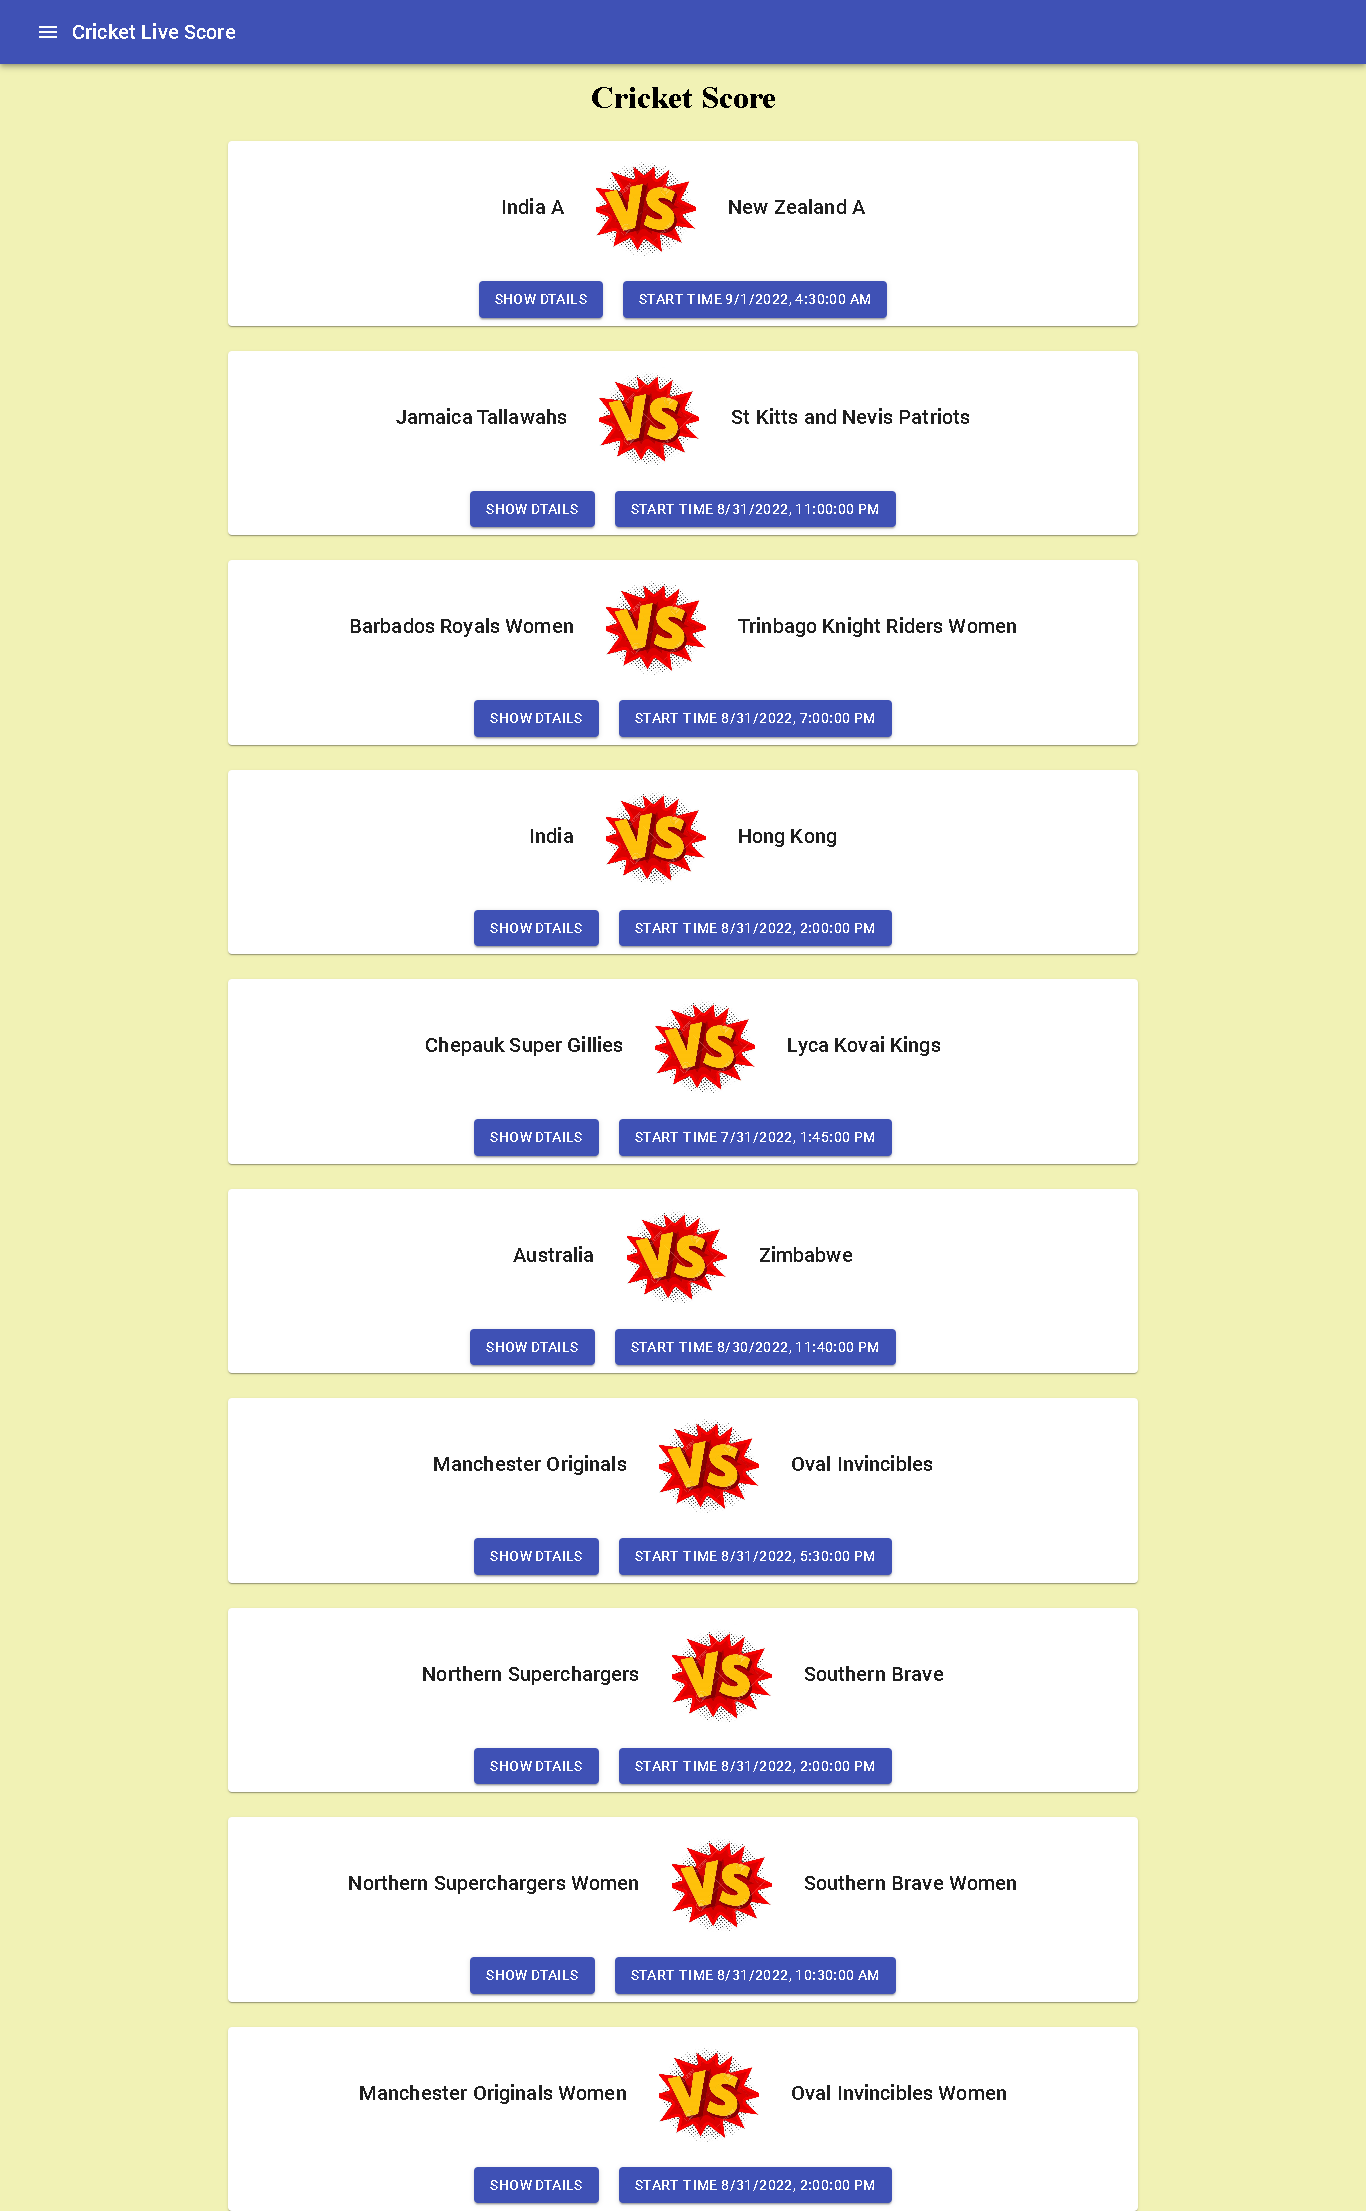 Cricket Live Score
Cricket Score
India A VS New Zealand A
SHOW DTAILS START TIME 9/1/2022, 4:30:00 AM
Jamaica Tallawahs VS St Kitts and Nevis Patriots
SHOW DTAILS START TIME 8/31/2022, 11:00:00 PM
Barbados Royals Women VS Trinbago Knight Riders Women
SHOW DTAILS START TIME 8/31/2022, 7:00:00 PM
India VS Hong Kong
SHOW DTAILS START TIME 8/31/2022, 2:00:00 PM
Chepauk Super Gillies VS Lyca Kovai Kings
SHOW DTAILS START TIME 7/31/2022, 1:45:00 PM
Australia VS Zimbabwe
SHOW DTAILS START TIME 8/30/2022, 11:40:00 PM
Manchester Originals VS Oval Invincibles
SHOW DTAILS START TIME 8/31/2022, 5:30:00 PM
Northern Superchargers VS Southern Brave
SHOW DTAILS START TIME 8/31/2022, 2:00:00 PM
Northern Superchargers Women VS Southern Brave Women
SHOW DTAILS START TIME 8/31/2022, 10:30:00 AM
Manchester Originals Women VS Oval Invincibles Women
SHOW DTAILS START TIME 8/31/2022, 2:00:00 PM